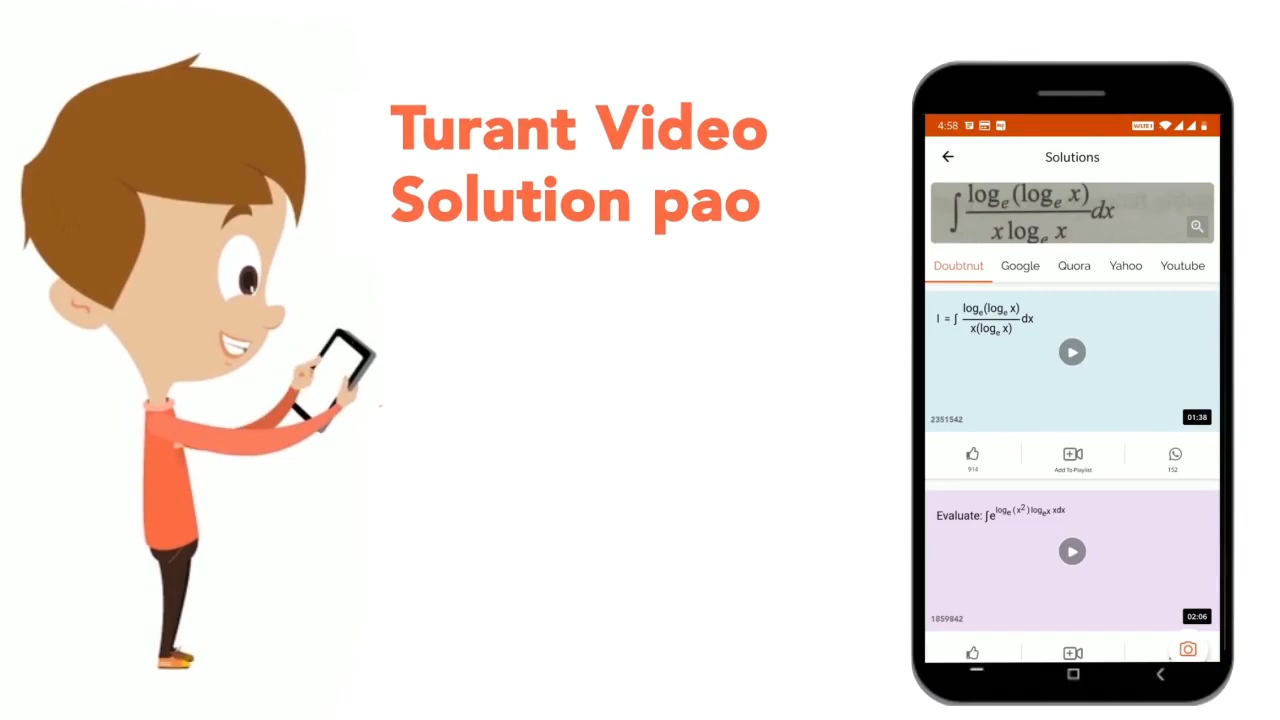 Turant Video
Solution pao
4:58
VoLTE1
Solutions
∫ logₑ(logₑ x) / x logₑ x dx
Doubtnut Google Quora Yahoo Youtube
I = ∫ logₑ(logₑ x) / x(logₑ x) dx
2351542 01:38
914 Add To Playlist 152
Evaluate: ∫e^logₑ(x²)logₑx xdx
1859842 02:06